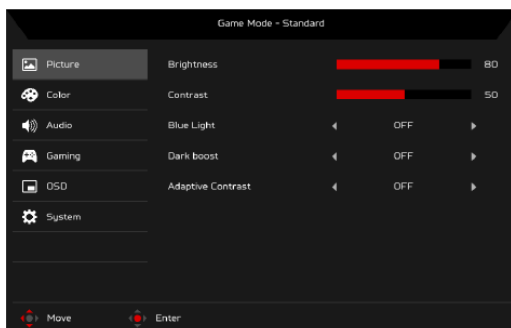 Game Mode - Standard
Picture Brightness 80
Color Contrast 50
Audio Blue Light OFF
Gaming Dark boost OFF
OSD Adaptive Contrast OFF
System
Move Enter